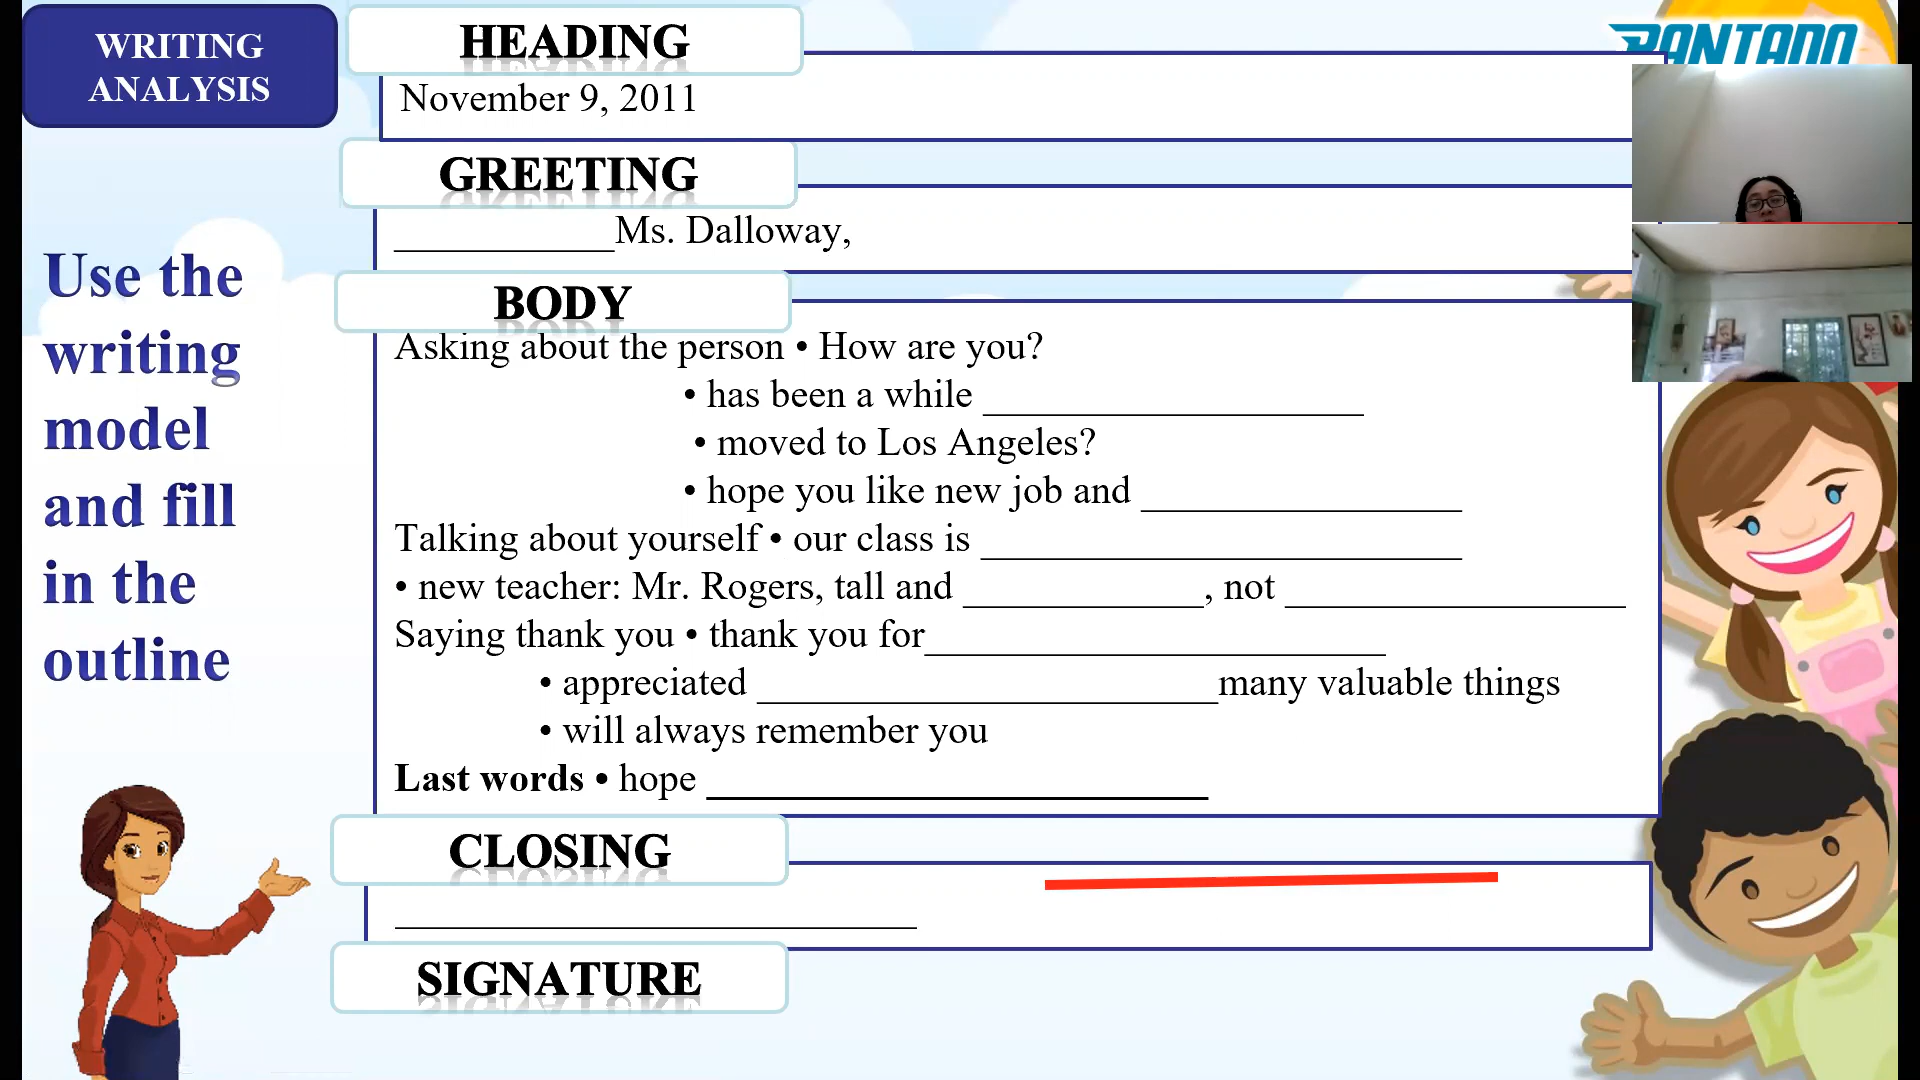 WRITING
ANALYSIS
HEADING
November 9, 2011
GREETING
___________Ms. Dalloway,
BODY
Use the
writing
model
and fill
in the
outline
Asking about the person • How are you?
• has been a while ___________________
• moved to Los Angeles?
• hope you like new job and ________________
Talking about yourself • our class is ________________________
• new teacher: Mr. Rogers, tall and ____________, not _________________
Saying thank you • thank you for_______________________
• appreciated _______________________many valuable things
• will always remember you
Last words • hope _________________________
CLOSING
__________________________
SIGNATURE